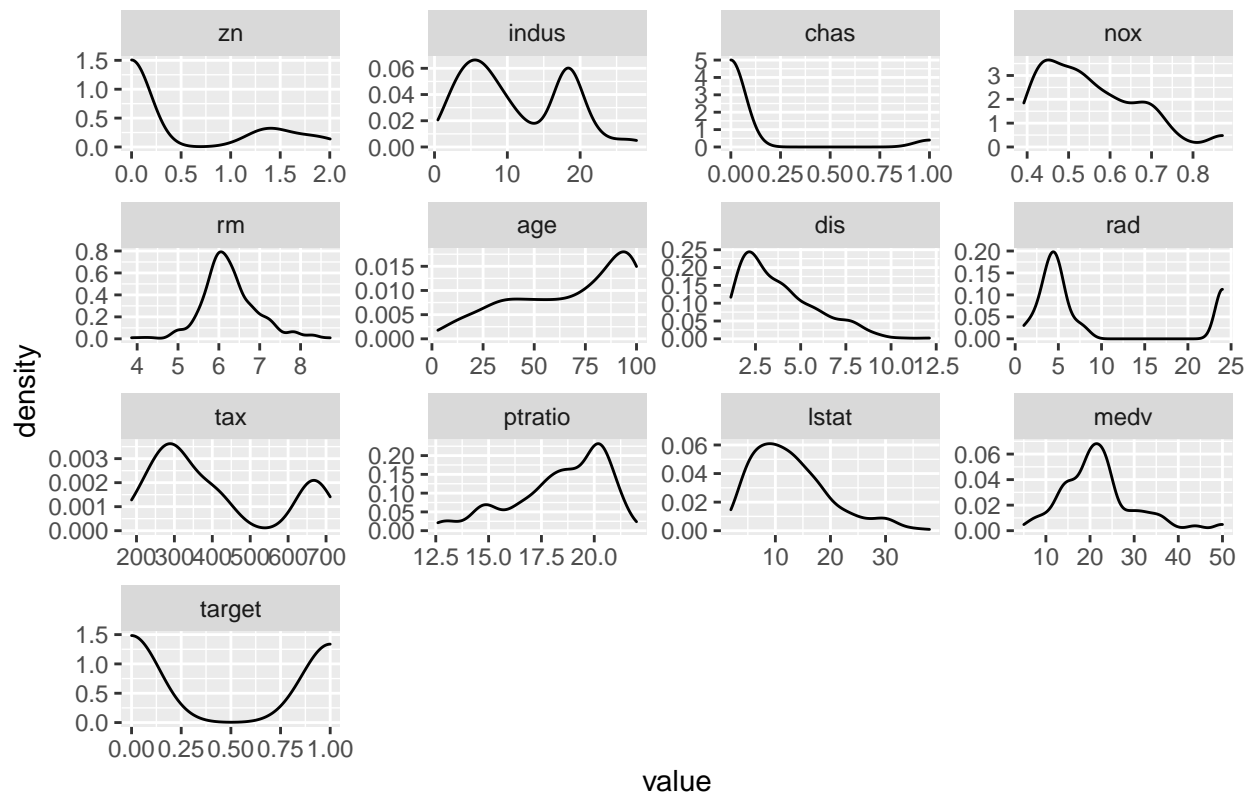 zn indus chas nox
1.5 1.0 0.5 0.0
0.06 0.04 0.02 0.00
5 4 3 2 1 0
3 2 1 0
0.0 0.5 1.0 1.5 2.0
0 10 20
0.00 0.25 0.50 0.75 1.00
0.4 0.5 0.6 0.7 0.8
rm age dis rad
0.8 0.6 0.4 0.2 0.0
0.015 0.010 0.005 0.000
0.25 0.20 0.15 0.10 0.05 0.00
0.20 0.15 0.10 0.05 0.00
4 5 6 7 8
0 25 50 75 100
2.5 5.0 7.5 10.0 12.5
0 5 10 15 20 25
density
tax ptratio lstat medv
0.003 0.002 0.001 0.000
0.20 0.15 0.10 0.05 0.00
0.06 0.04 0.02 0.00
0.06 0.04 0.02 0.00
200 300 400 500 600 700
12.5 15.0 17.5 20.0
10 20 30
10 20 30 40 50
target
1.5 1.0 0.5 0.0
0.00 0.25 0.50 0.75 1.00
value